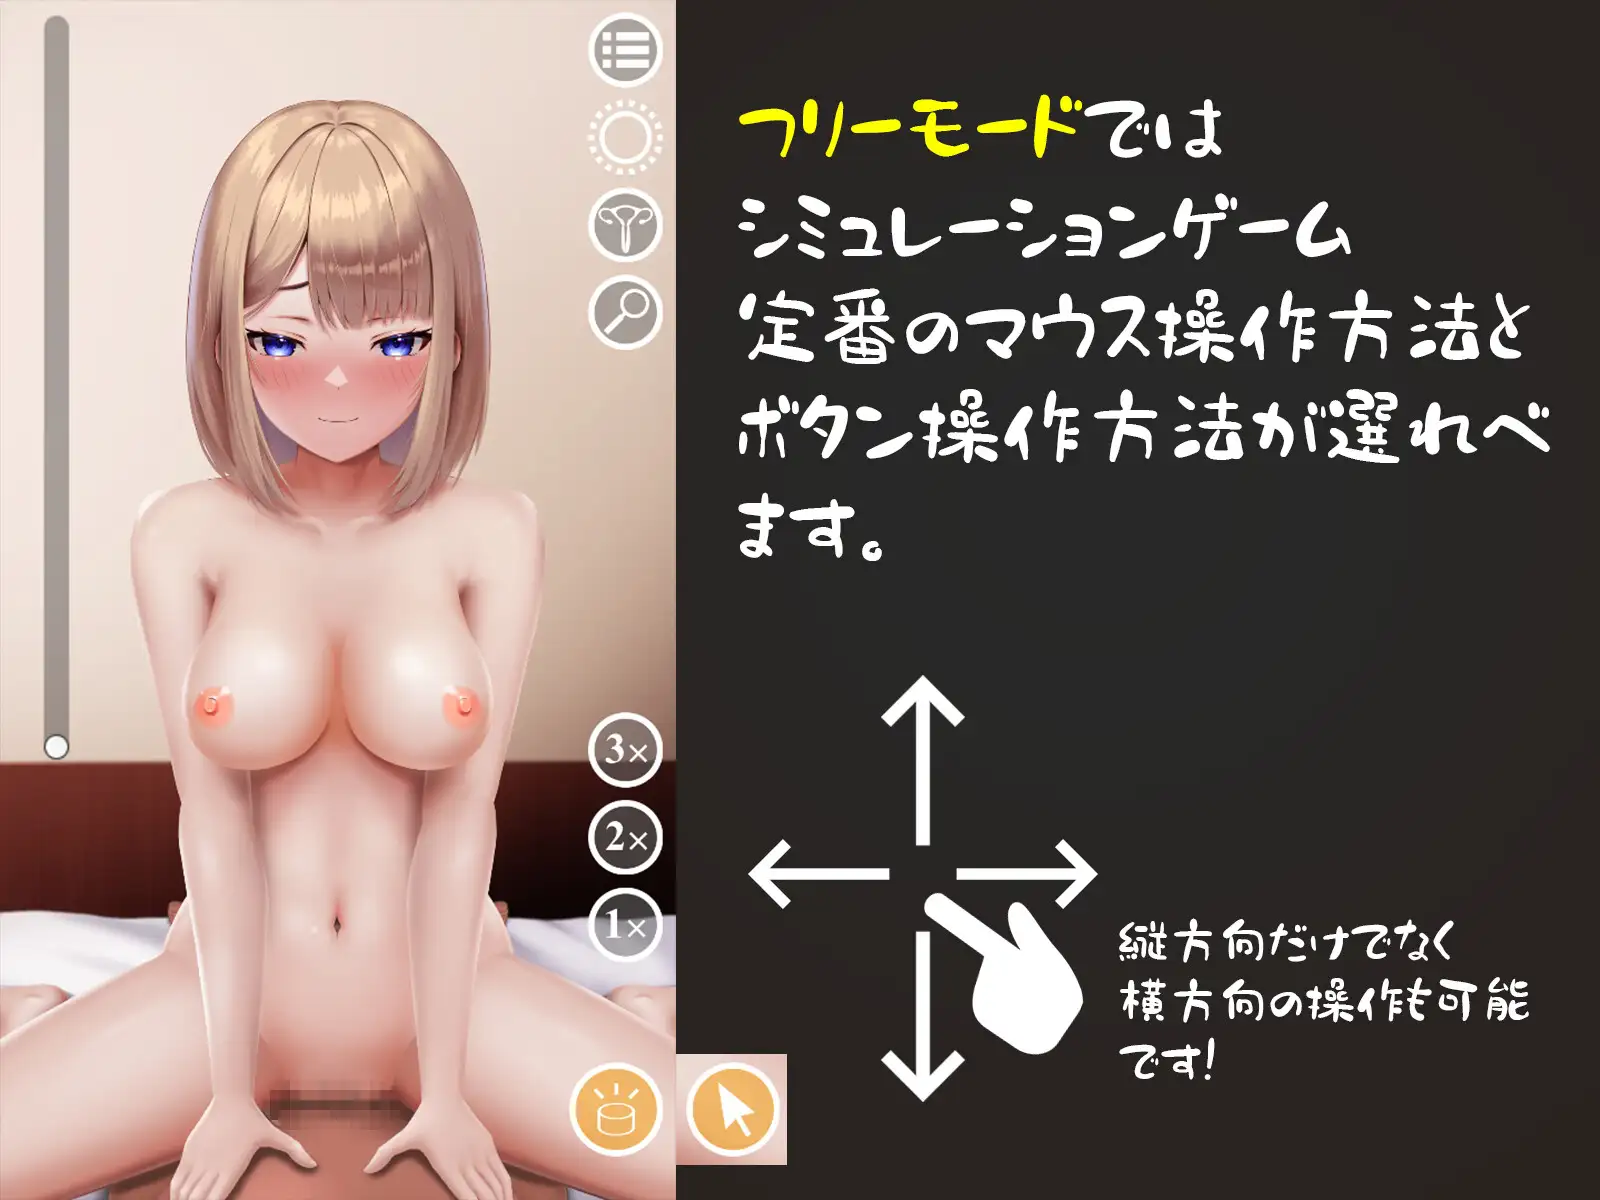 フリーモードでは
シミュレーションゲーム
定番のマウス操作方法と
ボタン操作方法が選れべ
ます。
3×
2×
1×
縦方向だけでなく
横方向の操作も可能
です!